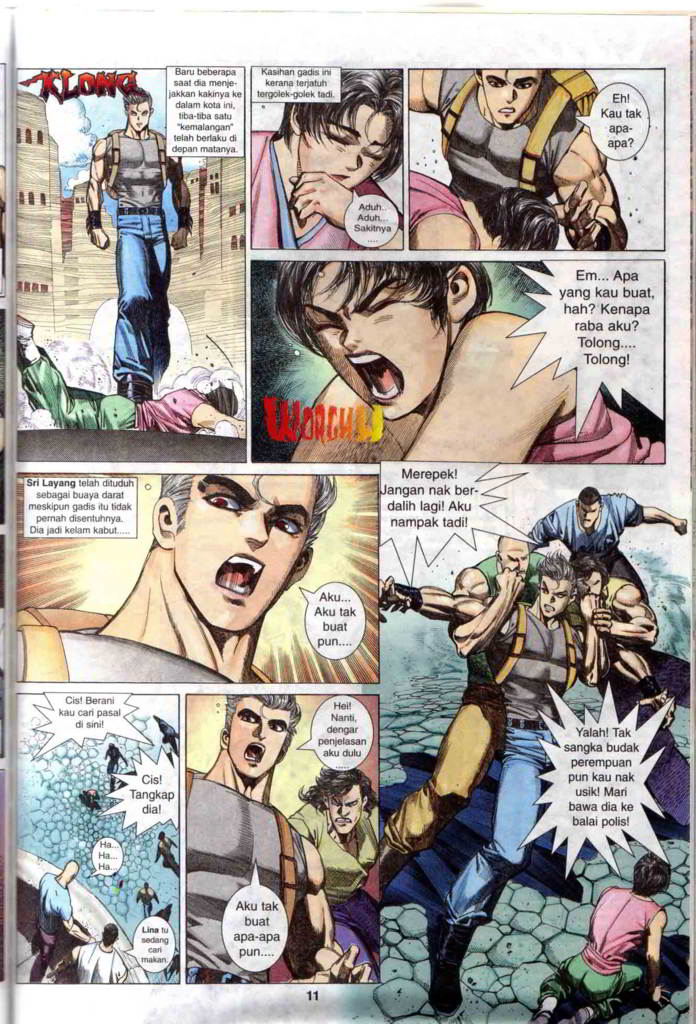 KLONG
Baru beberapa
saat dia menje-
jakkan kakinya ke
dalam kota ini,
tiba-tiba satu
"kemalangan"
telah berlaku di
depan matanya.
Kasihan gadis ini
kerana terjatuh
tergolek-golek tadi.
Aduh..
Aduh...
Sakitnya
....
Eh!
Kau tak
apa-
apa?
Em... Apa
yang kau buat,
hah? Kenapa
raba aku?
Tolong....
Tolong!
Sri Layang telah dituduh
sebagai buaya darat
meskipun gadis itu tidak
pernah disentuhnya.
Dia jadi kelam kabut.....
Aku...
Aku tak
buat
pun....
Merepek!
Jangan nak ber-
dalih lagi! Aku
nampak tadi!
Yalah! Tak
sangka budak
perempuan
pun kau nak
usik! Mari
bawa dia ke
balai polis!
Cis! Berani
kau cari pasal
di sini!
Cis!
Tangkap
dia!
Ha...
Ha...
Ha...
Lina tu
sedang
cari
makan.
Hei!
Nanti,
dengar
penjelasan
aku dulu
....
Aku tak
buat
apa-apa
pun....
11